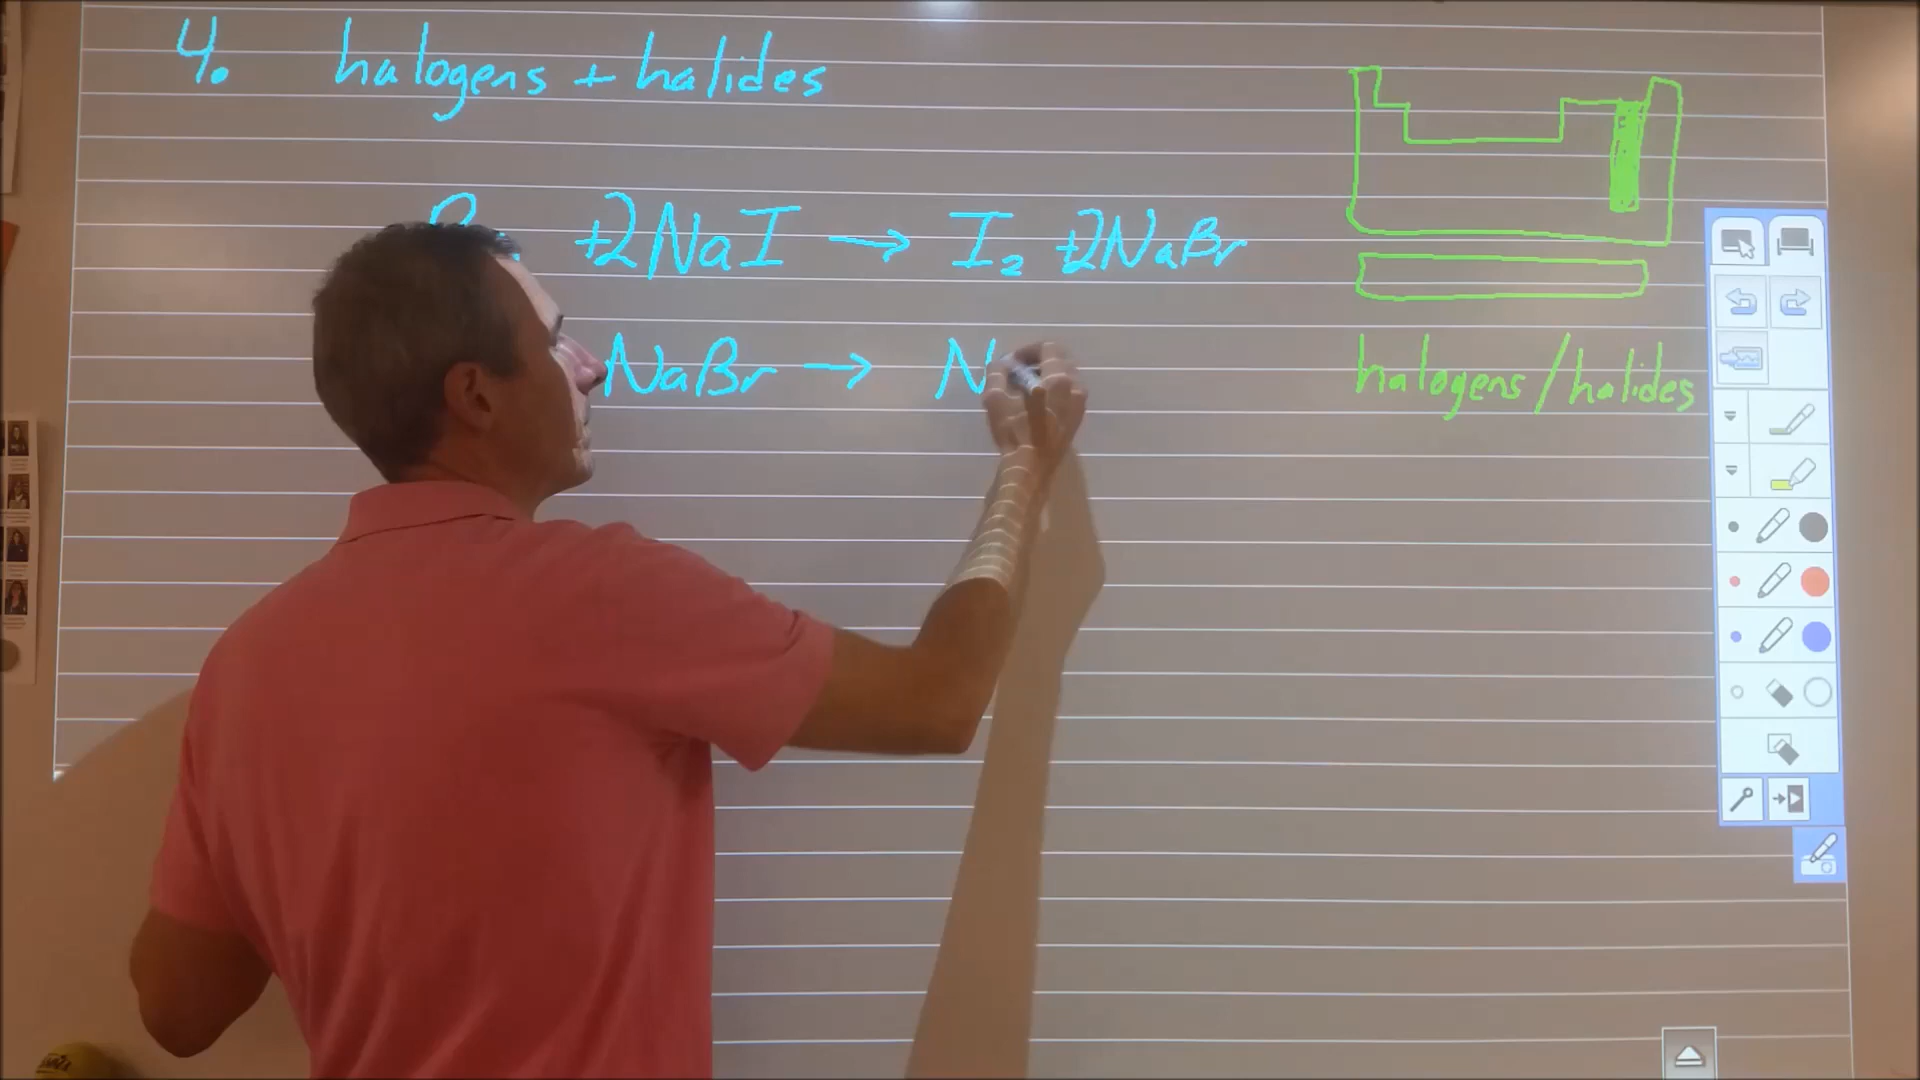 4. halogens + halides
+2NaI → I₂ +2NaBr
NaBr → N
halogens/halides